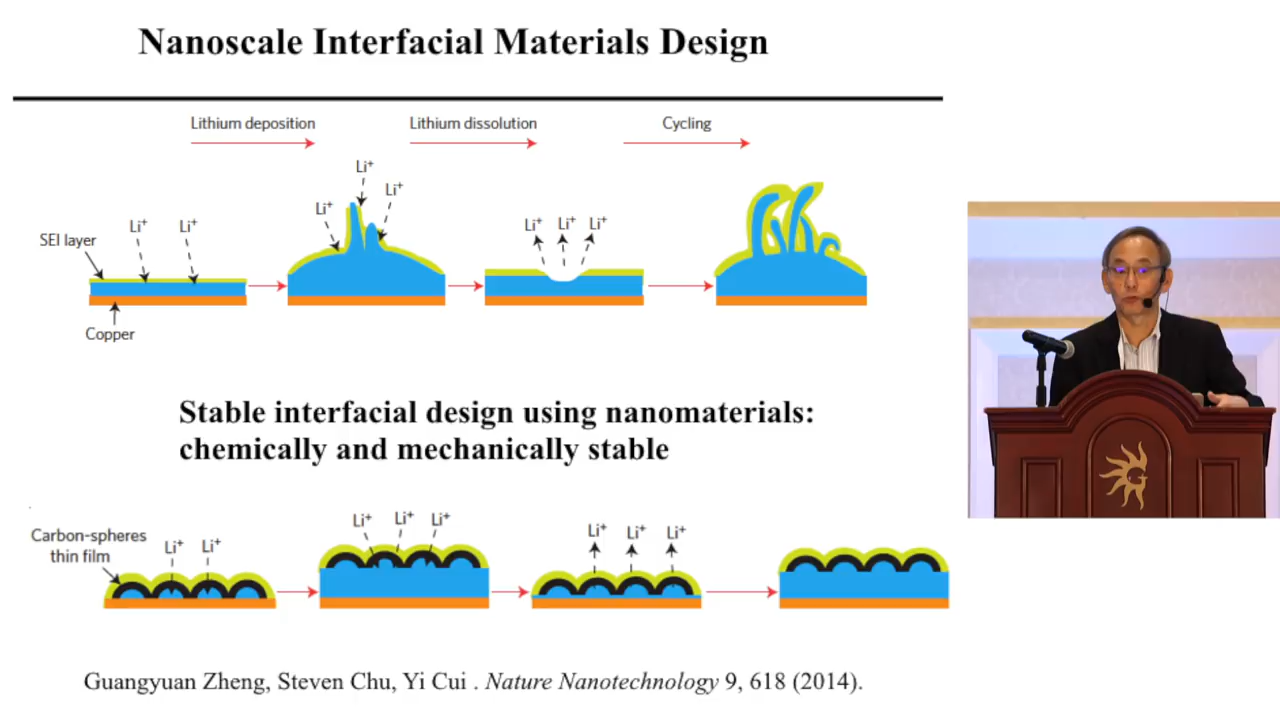 Nanoscale Interfacial Materials Design
Lithium deposition
Lithium dissolution
Cycling
Li⁺
Li⁺
Li⁺
Li⁺
Li⁺
Li⁺ Li⁺ Li⁺
SEI layer
Copper
Stable interfacial design using nanomaterials:
chemically and mechanically stable
Carbon-spheres
thin film
Li⁺ Li⁺
Li⁺ Li⁺ Li⁺
Li⁺ Li⁺ Li⁺
Guangyuan Zheng, Steven Chu, Yi Cui . Nature Nanotechnology 9, 618 (2014).